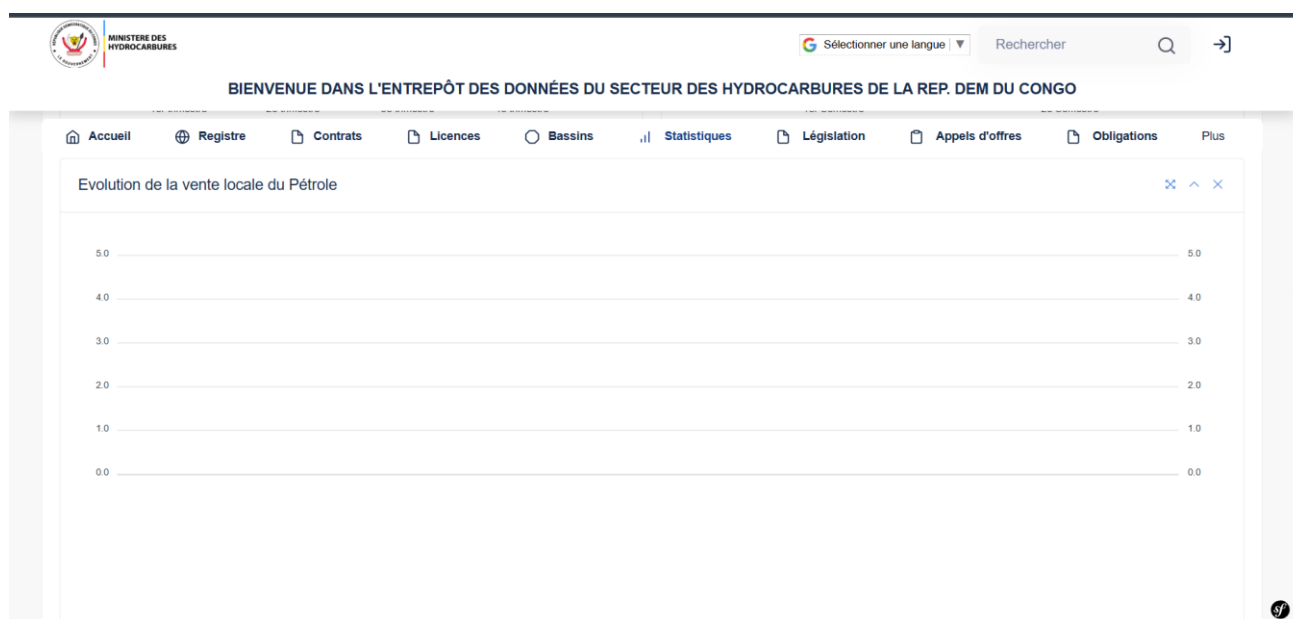 MINISTERE DES
HYDROCARBURES
Sélectionner une langue ▼
Rechercher
BIENVENUE DANS L'ENTREPÔT DES DONNÉES DU SECTEUR DES HYDROCARBURES DE LA REP. DEM DU CONGO
Accueil Registre Contrats Licences Bassins Statistiques Législation Appels d'offres Obligations Plus
Evolution de la vente locale du Pétrole
5.0 5.0
4.0 4.0
3.0 3.0
2.0 2.0
1.0 1.0
0.0 0.0
sf